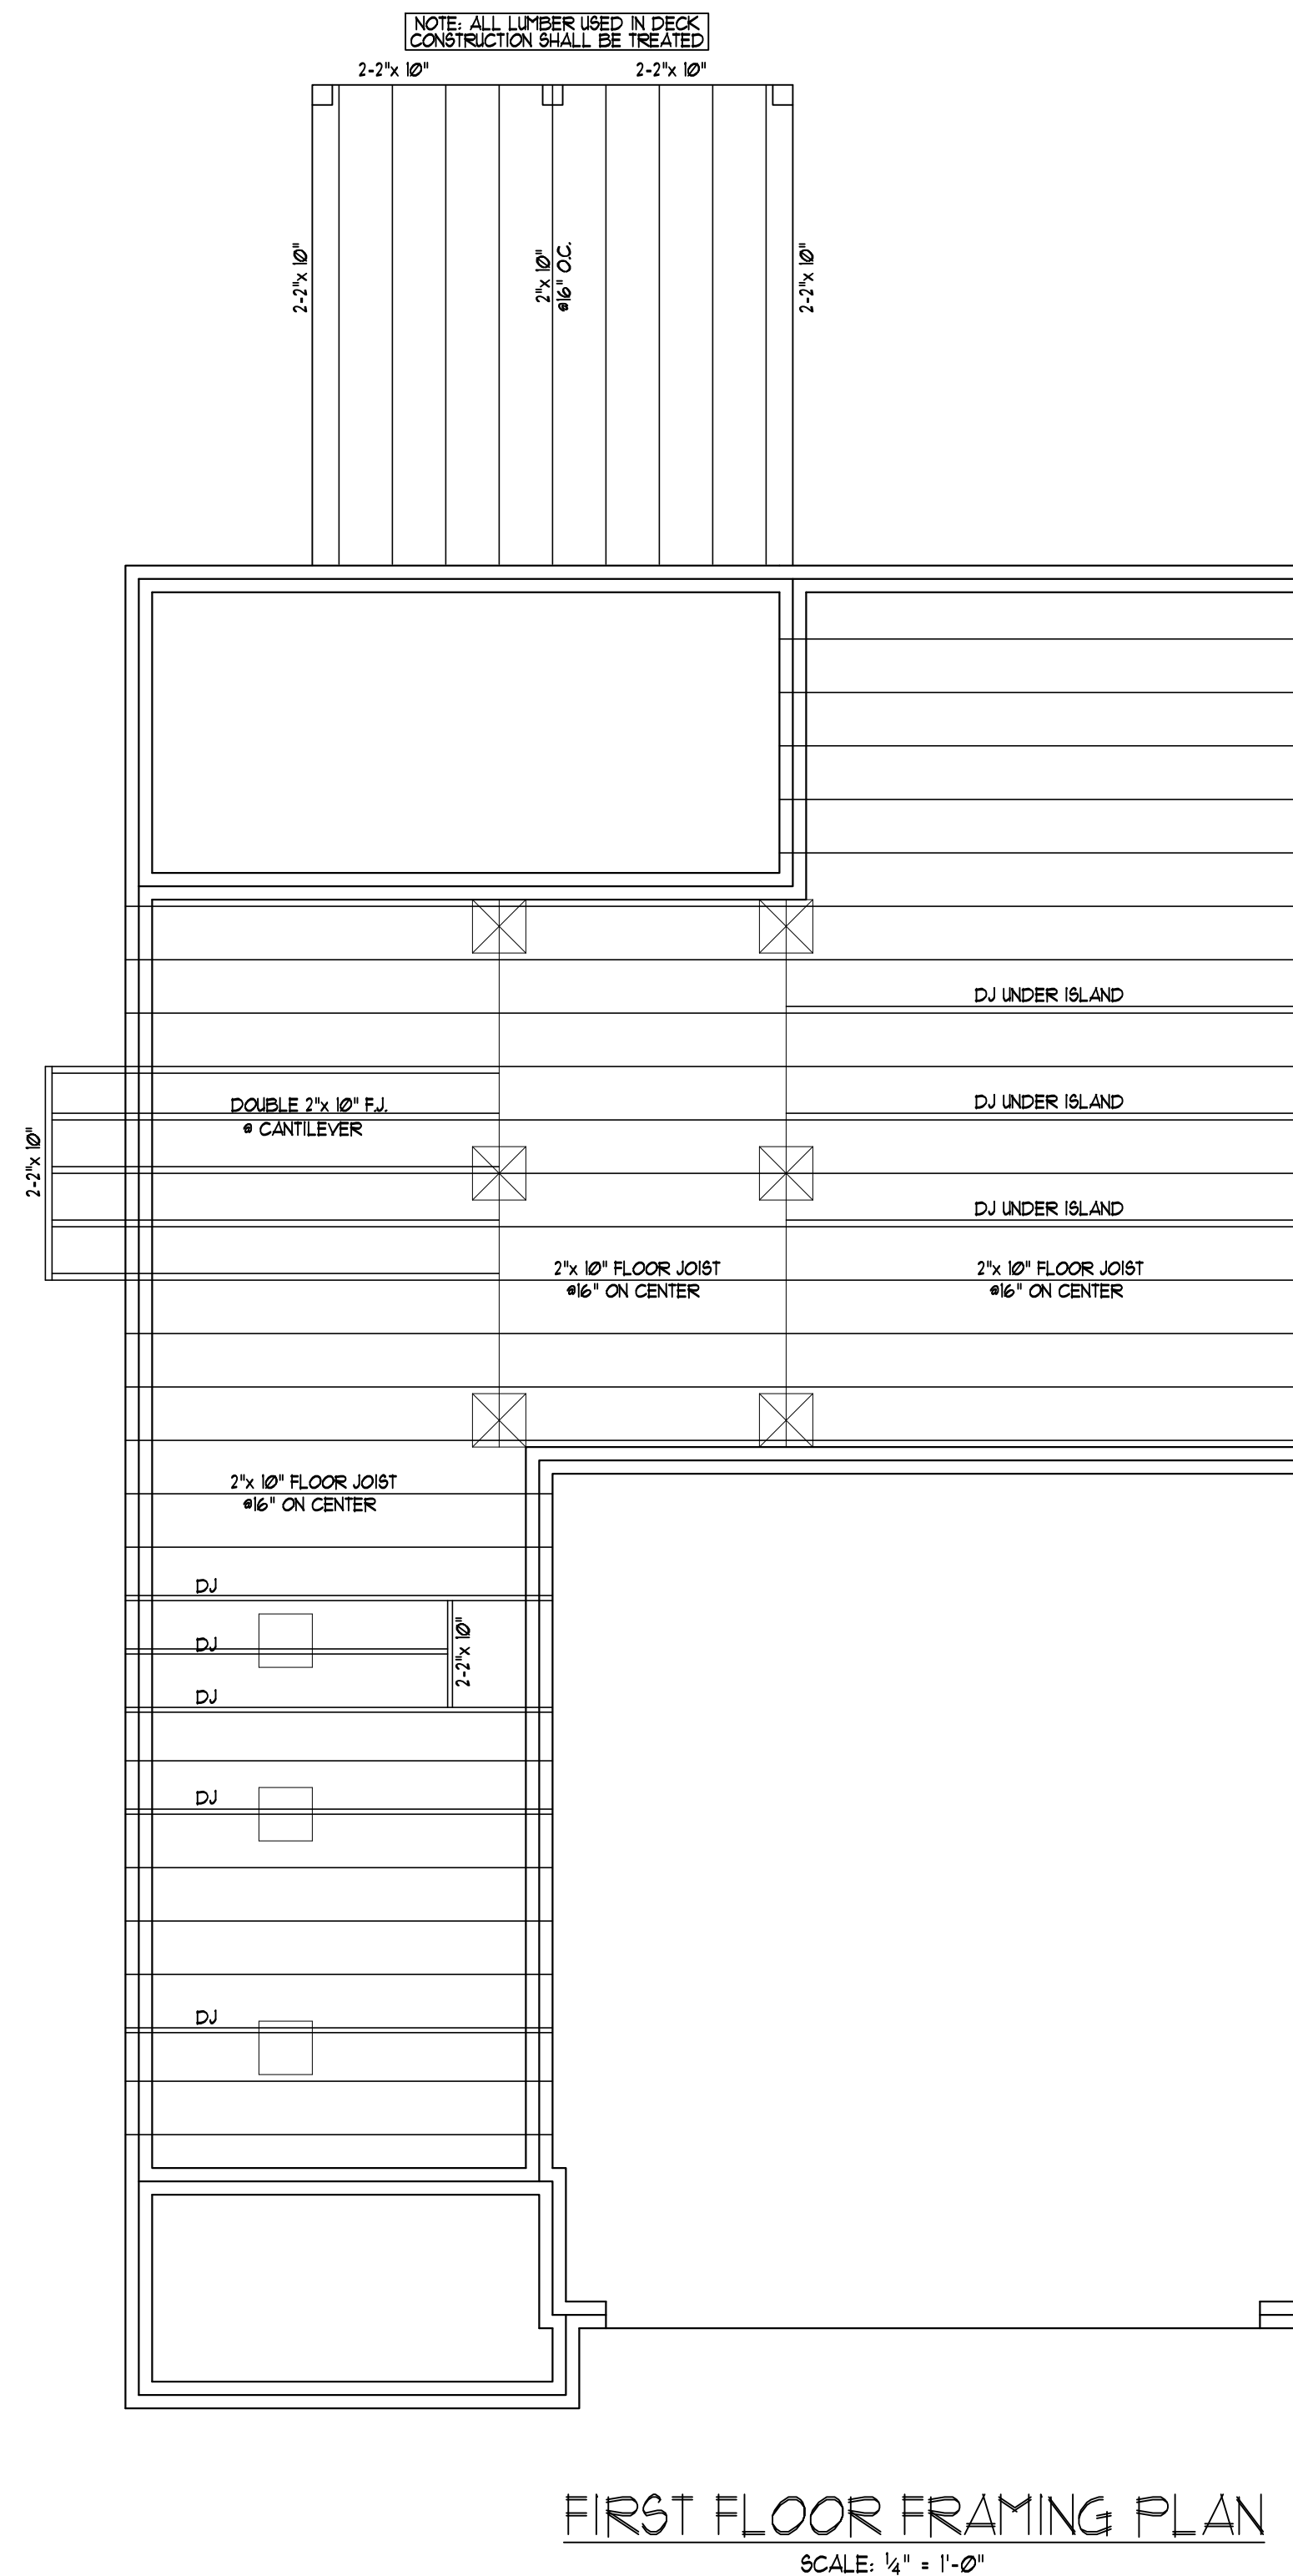 NOTE: ALL LUMBER USED IN DECK
CONSTRUCTION SHALL BE TREATED
2-2"x 10"
2-2"x 10"
2-2"x 10"
2"x 10"
@16" O.C.
2-2"x 10"
DJ UNDER ISLAND
DOUBLE 2"x 10" F.J.
@ CANTILEVER
DJ UNDER ISLAND
2-2"x 10"
DJ UNDER ISLAND
2"x 10" FLOOR JOIST
@16" ON CENTER
2"x 10" FLOOR JOIST
@16" ON CENTER
2"x 10" FLOOR JOIST
@16" ON CENTER
DJ
DJ
2-2"x 10"
DJ
DJ
DJ
FIRST FLOOR FRAMING PLAN
SCALE: 1/4" = 1'-0"